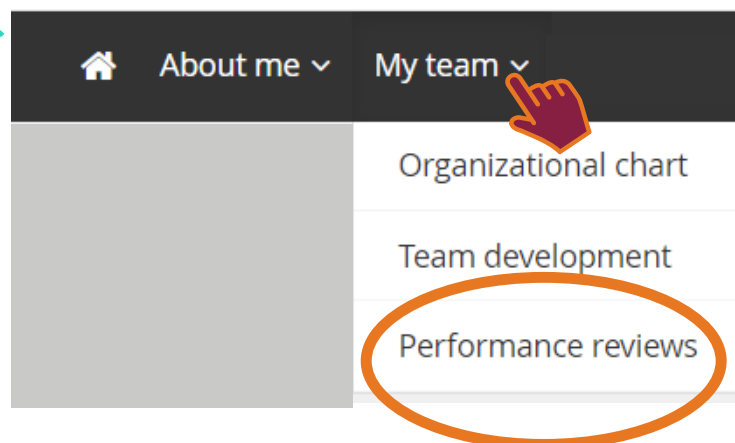 About me My team
Organizational chart
Team development
Performance reviews